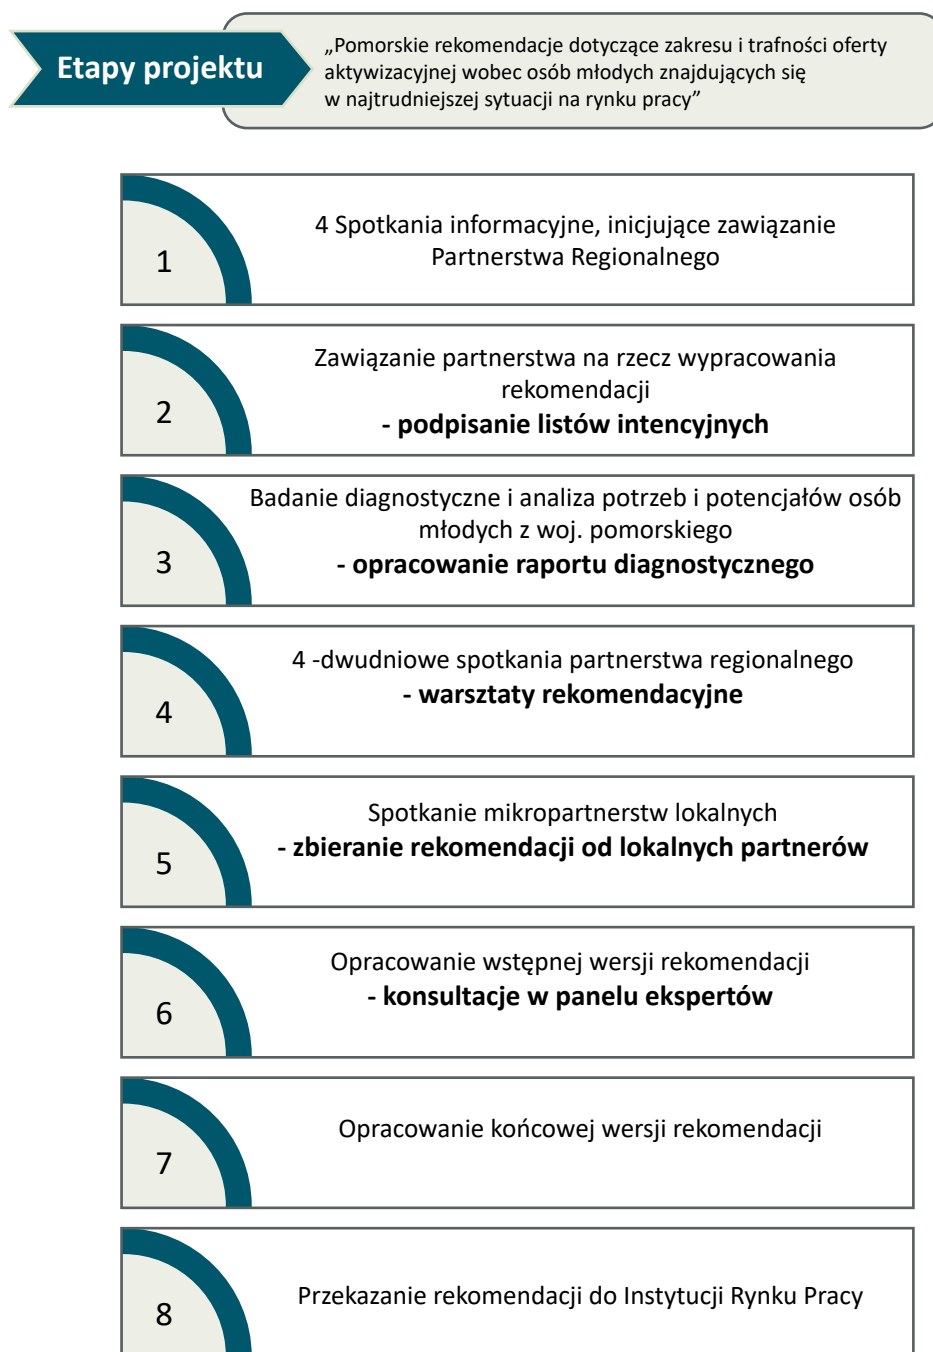 Etapy projektu
„Pomorskie rekomendacje dotyczące zakresu i trafności oferty
aktywizacyjnej wobec osób młodych znajdujących się
w najtrudniejszej sytuacji na rynku pracy”
1
4 Spotkania informacyjne, inicjujące zawiązanie
Partnerstwa Regionalnego
2
Zawiązanie partnerstwa na rzecz wypracowania
rekomendacji
- podpisanie listów intencyjnych
3
Badanie diagnostyczne i analiza potrzeb i potencjałów osób
młodych z woj. pomorskiego
- opracowanie raportu diagnostycznego
4
4 -dwudniowe spotkania partnerstwa regionalnego
- warsztaty rekomendacyjne
5
Spotkanie mikropartnerstw lokalnych
- zbieranie rekomendacji od lokalnych partnerów
6
Opracowanie wstępnej wersji rekomendacji
- konsultacje w panelu ekspertów
7
Opracowanie końcowej wersji rekomendacji
8
Przekazanie rekomendacji do Instytucji Rynku Pracy